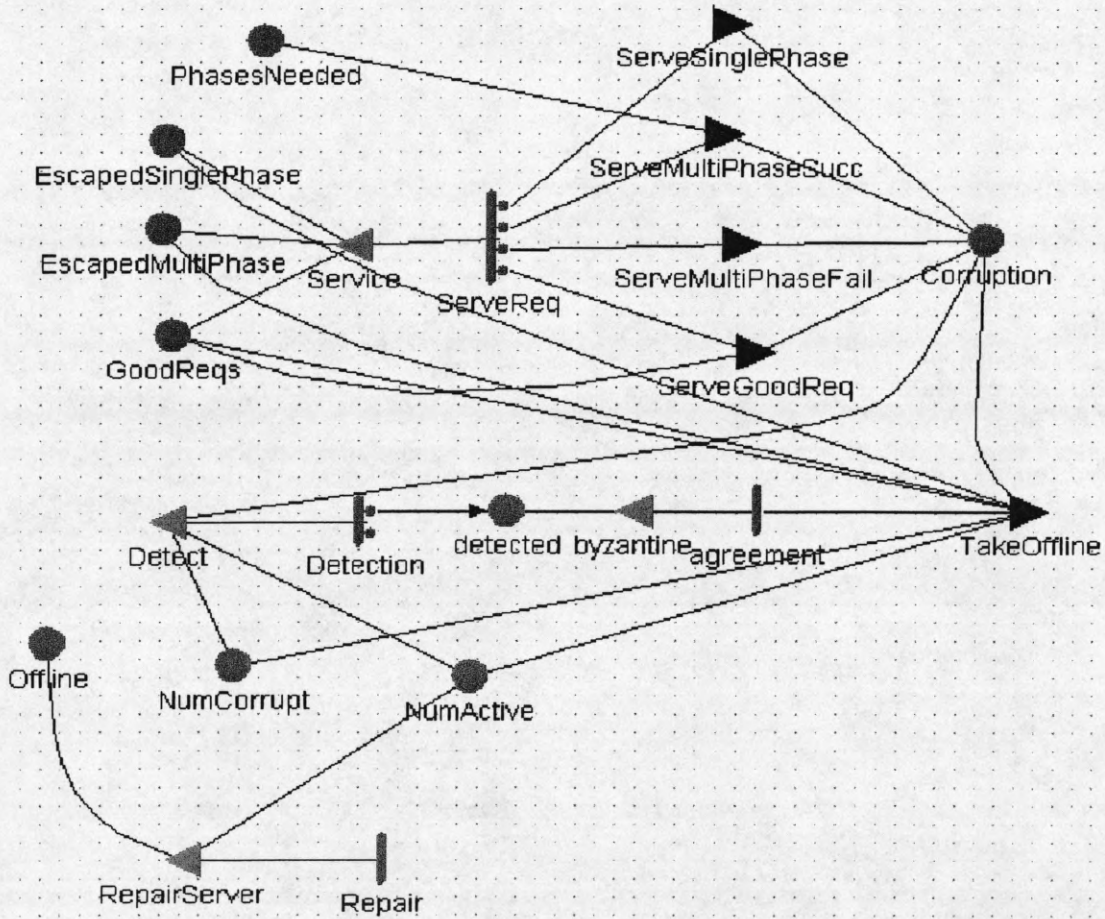 ServeSinglePhase
PhasesNeeded
ServeMultiPhaseSucc
EscapedSinglePhase
EscapedMultiPhase
Service
ServeReq
ServeMultiPhaseFail
Corruption
GoodReqs
ServeGoodReq
Detect
Detection
detected
byzantine
agreement
TakeOffline
Offline
NumCorrupt
NumActive
RepairServer
Repair